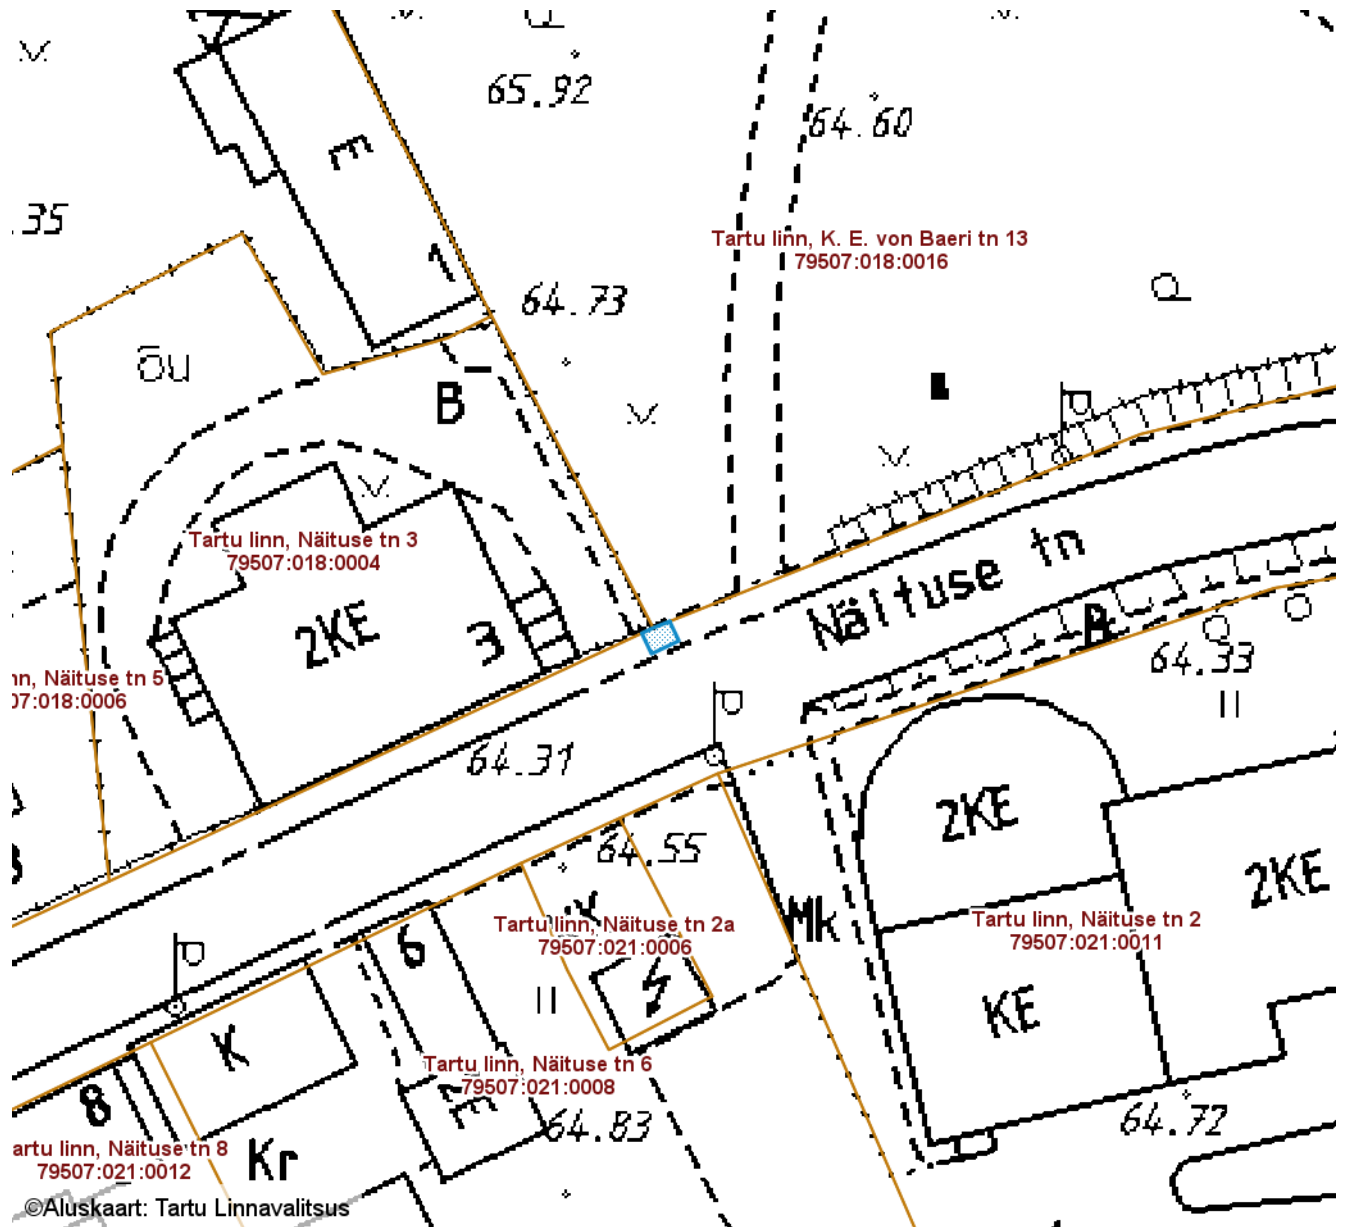 65.92
64.60
.35
E
1
Tartu linn, K. E. von Baeri tn 13
79507:018:0016
64.73
õu
B
Tartu linn, Näituse tn 3
79507:018:0004
Näituse tn
2KE
3
A
64.33
nn, Näituse tn 5
07:018:0006
64.31
2KE
64.55
2KE
K
Mk
Tartu linn, Näituse tn 2a
79507:021:0006
Tartu linn, Näituse tn 2
79507:021:0011
6
KE
K
Tartu linn, Näituse tn 6
79507:021:0008
8
64.83
64.72
artu linn, Näituse tn 8
79507:021:0012
Kr
©Aluskaart: Tartu Linnavalitsus